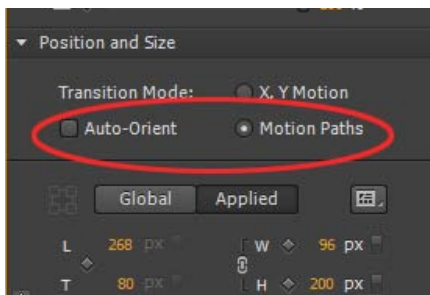 Position and Size
Transition Mode: X, Y Motion
Auto-Orient Motion Paths
Global Applied
L 268 px W 96 px
T 80 px H 200 px